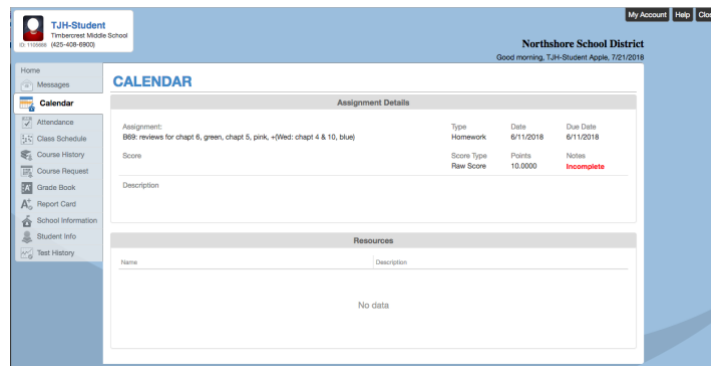 My Account Help Clos
TJH-Student
Timbercrest Middle School
ID: 1105986 (425-408-6900)
Northshore School District
Good morning, TJH-Student Apple, 7/21/2018
Home
Messages
Calendar
Attendance
Class Schedule
Course History
Course Request
Grade Book
Report Card
School Information
Student Info
Test History
CALENDAR
Assignment Details
Assignment: Type Date Due Date
B69: reviews for chapt 6, green, chapt 5, pink, +(Wed: chapt 4 & 10, blue) Homework 6/11/2018 6/11/2018
Score Score Type Points Notes
Raw Score 10.0000 Incomplete
Description
Resources
Name Description
No data